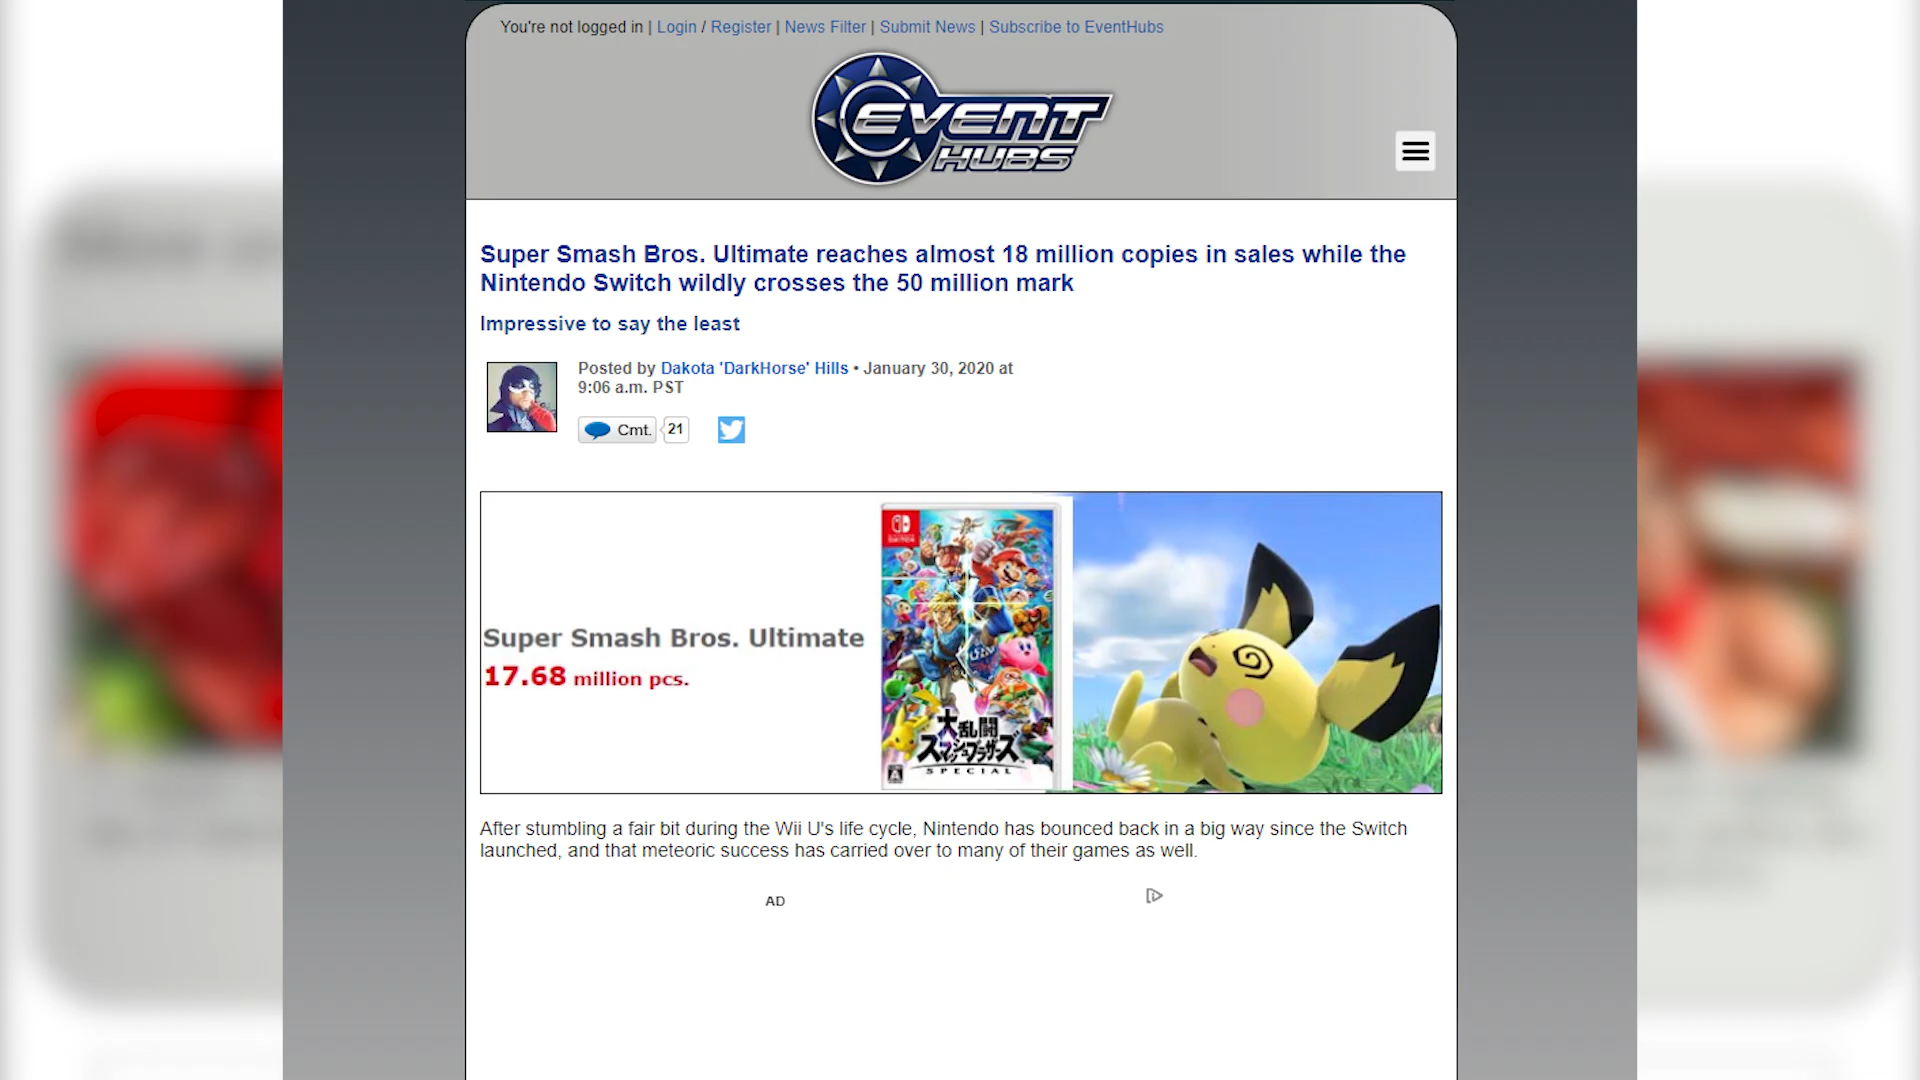 You're not logged in | Login / Register | News Filter | Submit News | Subscribe to EventHubs
EVENT
HUBS
Super Smash Bros. Ultimate reaches almost 18 million copies in sales while the
Nintendo Switch wildly crosses the 50 million mark
Impressive to say the least
Posted by Dakota 'DarkHorse' Hills • January 30, 2020 at
9:06 a.m. PST
Cmt. 21
Super Smash Bros. Ultimate
17.68 million pcs.
SWITCH
大乱闘
スマッシュブラザーズ
SPECIAL
A
After stumbling a fair bit during the Wii U's life cycle, Nintendo has bounced back in a big way since the Switch
launched, and that meteoric success has carried over to many of their games as well.
AD